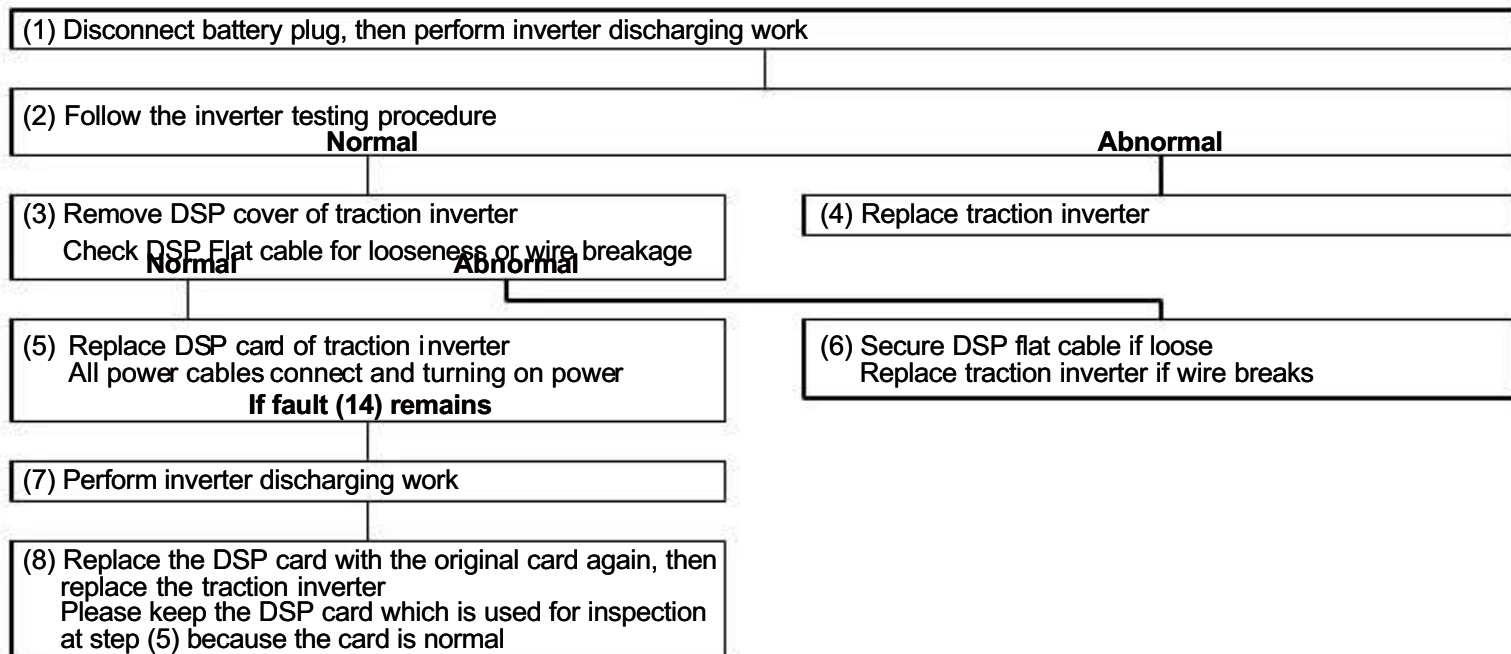 (1) Disconnect battery plug, then perform inverter discharging work
(2) Follow the inverter testing procedure
Normal
Abnormal
(3) Remove DSP cover of traction inverter
Check DSP Flat cable for looseness or wire breakage
Normal
Abnormal
(4) Replace traction inverter
(5) Replace DSP card of traction inverter
All power cables connect and turning on power
If fault (14) remains
(6) Secure DSP flat cable if loose
Replace traction inverter if wire breaks
(7) Perform inverter discharging work
(8) Replace the DSP card with the original card again, then
replace the traction inverter
Please keep the DSP card which is used for inspection
at step (5) because the card is normal